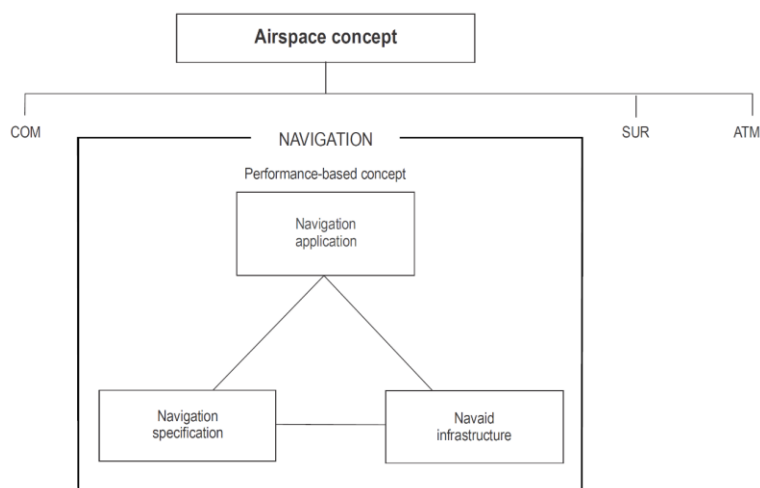 Airspace concept
COM
SUR
ATM
NAVIGATION
Performance-based concept
Navigation
application
Navigation
specification
Navaid
infrastructure